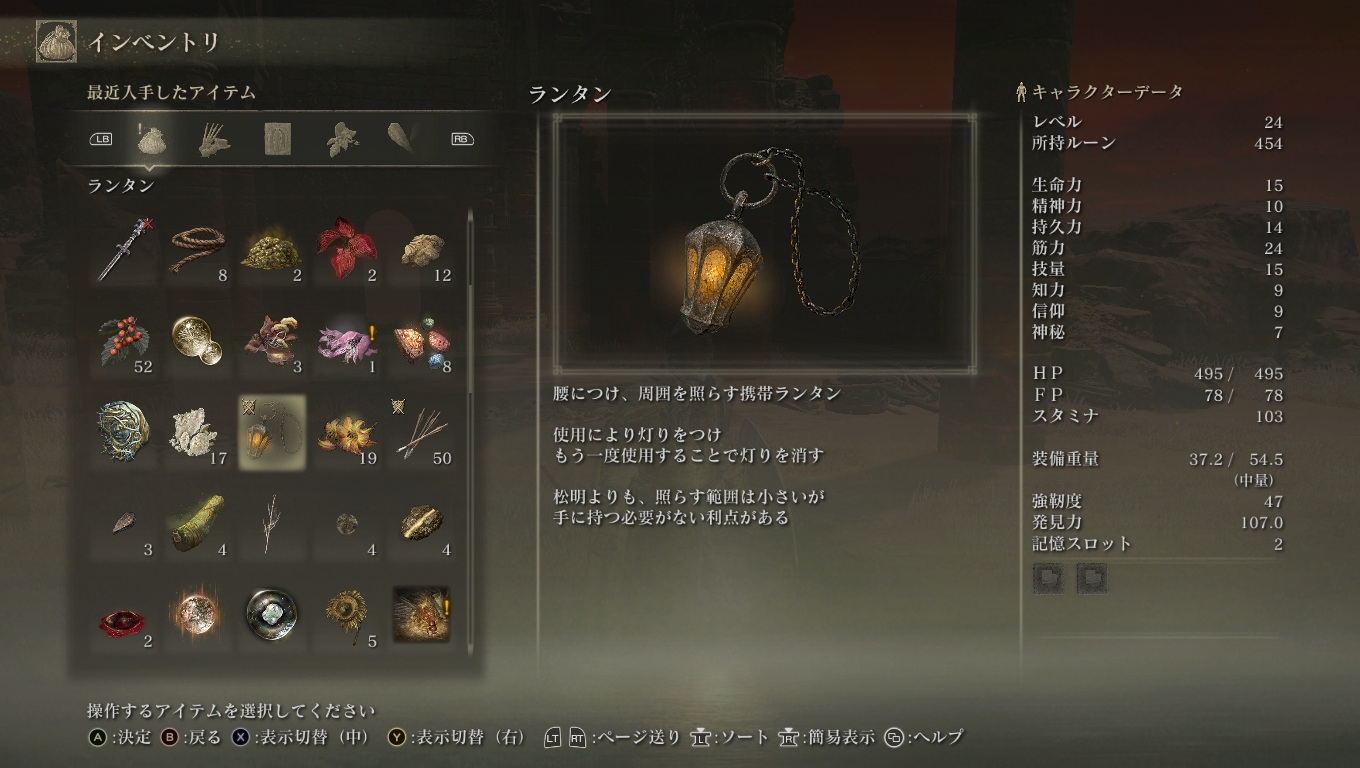 インベントリ
最近入手したアイテム
LB
RB
ランタン
8
2
2
12
52
3
1
8
17
19
50
3
4
4
4
2
5
ランタン
腰につけ、周囲を照らす携帯ランタン
使用により灯りをつけ
もう一度使用することで灯りを消す
松明よりも、照らす範囲は小さいが
手に持つ必要がない利点がある
キャラクターデータ
レベル 24
所持ルーン 454
生命力 15
精神力 10
持久力 14
筋力 24
技量 15
知力 9
信仰 9
神秘 7
ＨＰ 495 / 495
ＦＰ 78 / 78
スタミナ 103
装備重量 37.2 / 54.5
（中量）
強靭度 47
発見力 107.0
記憶スロット 2
操作するアイテムを選択してください
A:決定 B:戻る X:表示切替（中） Y:表示切替（右） LT RT:ページ送り L:ソート R:簡易表示 :ヘルプ